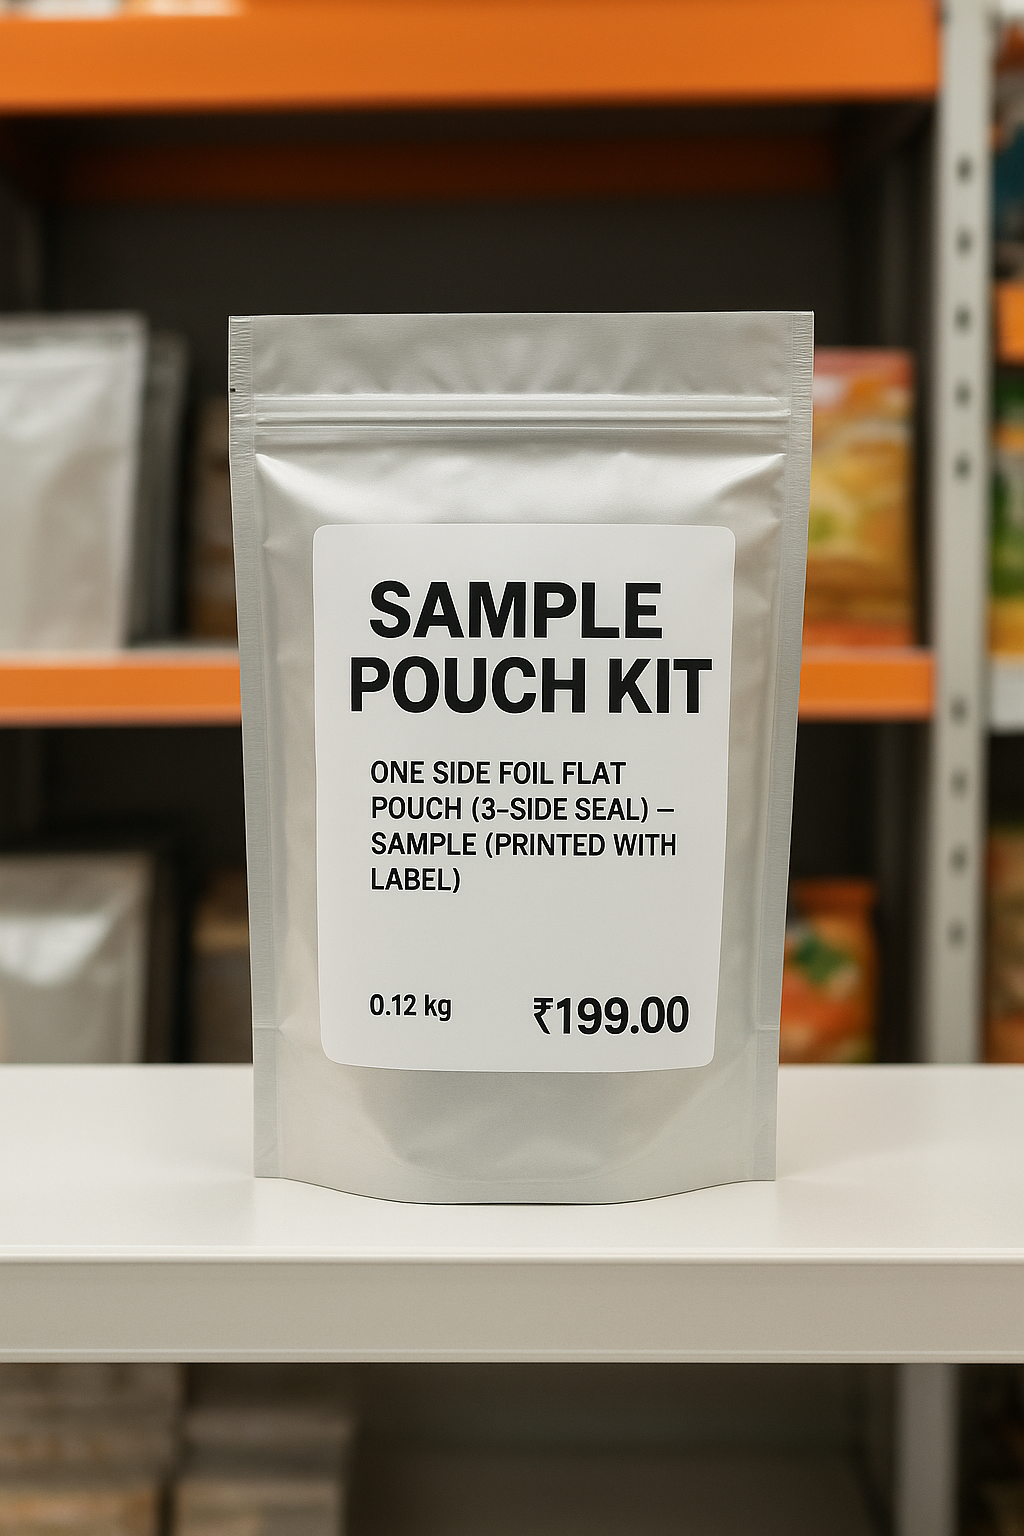 SAMPLE
POUCH KIT
ONE SIDE FOIL FLAT
POUCH (3-SIDE SEAL) –
SAMPLE (PRINTED WITH
LABEL)
0.12 kg
₹199.00